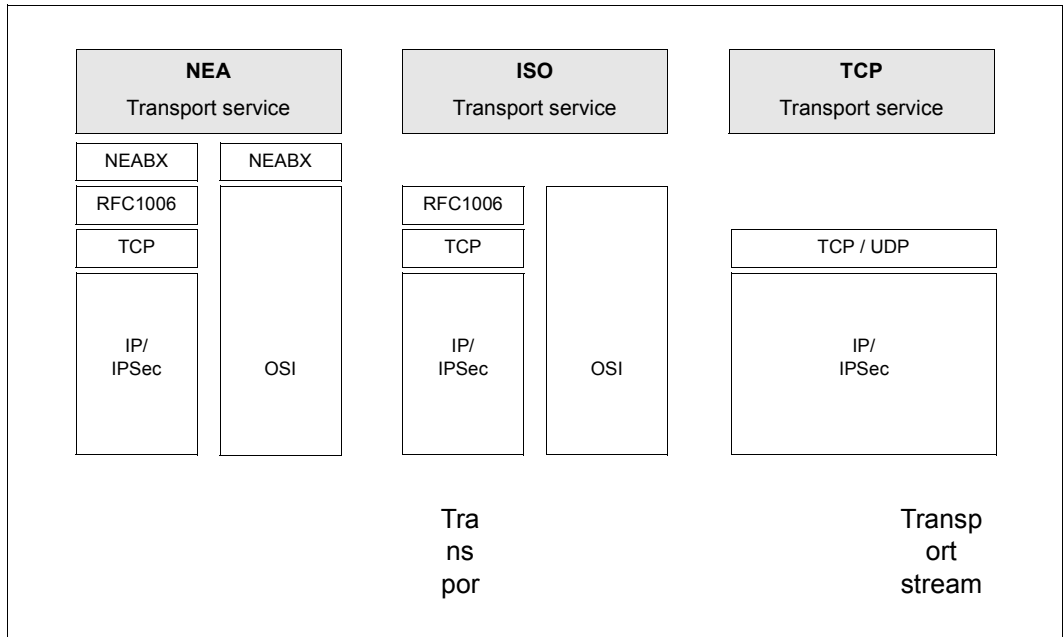 NEA
Transport service
ISO
Transport service
TCP
Transport service
NEABX
NEABX
RFC1006
RFC1006
TCP
TCP
TCP / UDP
IP/
IPSec
OSI
IP/
IPSec
OSI
IP/
IPSec
Tra
ns
por
Transp
ort
stream